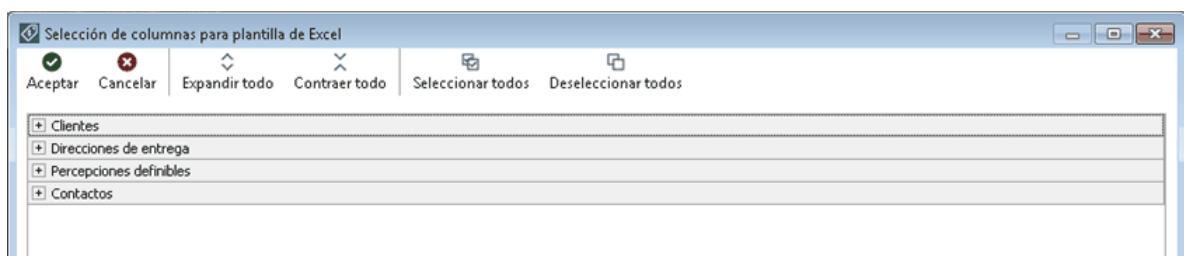 Selección de columnas para plantilla de Excel
Aceptar Cancelar Expandir todo Contraer todo Seleccionar todos Deseleccionar todos
Clientes
Direcciones de entrega
Percepciones definibles
Contactos